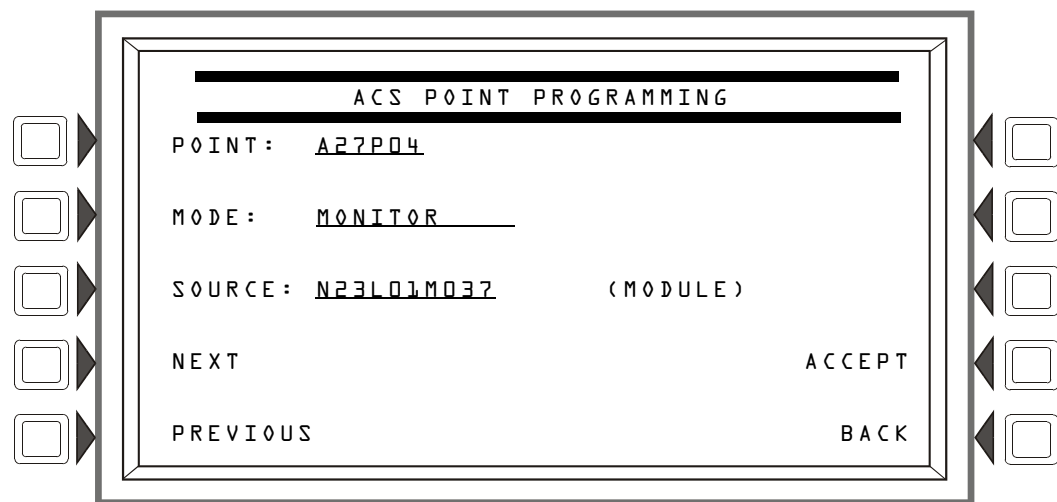 ACS POINT PROGRAMMING
POINT: A27P04
MODE: MONITOR
SOURCE: N23L01M037 (MODULE)
NEXT ACCEPT
PREVIOUS BACK